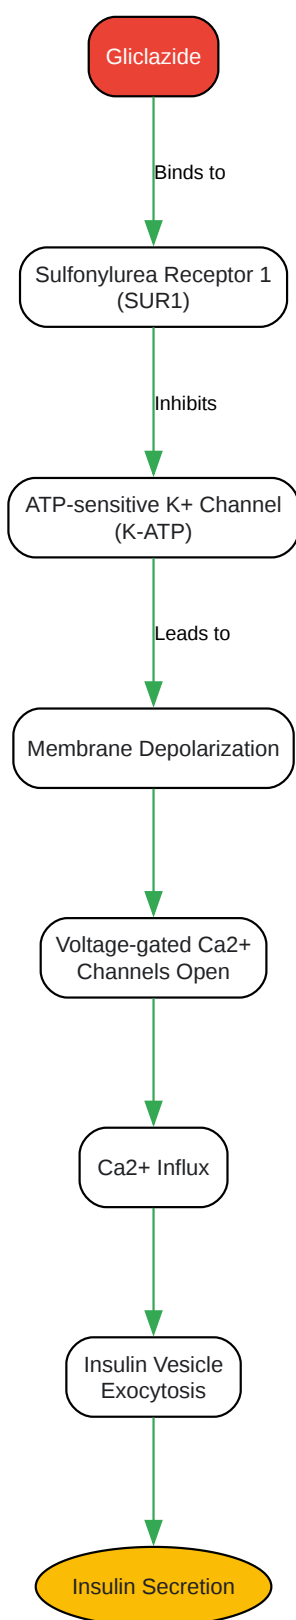 Gliclazide
Binds to
Sulfonylurea Receptor 1
(SUR1)
Inhibits
ATP-sensitive K+ Channel
(K-ATP)
Leads to
Membrane Depolarization
Voltage-gated Ca2+
Channels Open
Ca2+ Influx
Insulin Vesicle
Exocytosis
Insulin Secretion